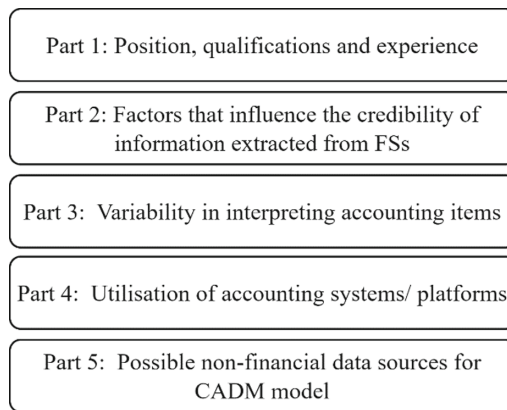 Part 1: Position, qualifications and experience
Part 2: Factors that influence the credibility of
information extracted from FSs
Part 3: Variability in interpreting accounting items
Part 4: Utilisation of accounting systems/ platforms
Part 5: Possible non-financial data sources for
CADM model